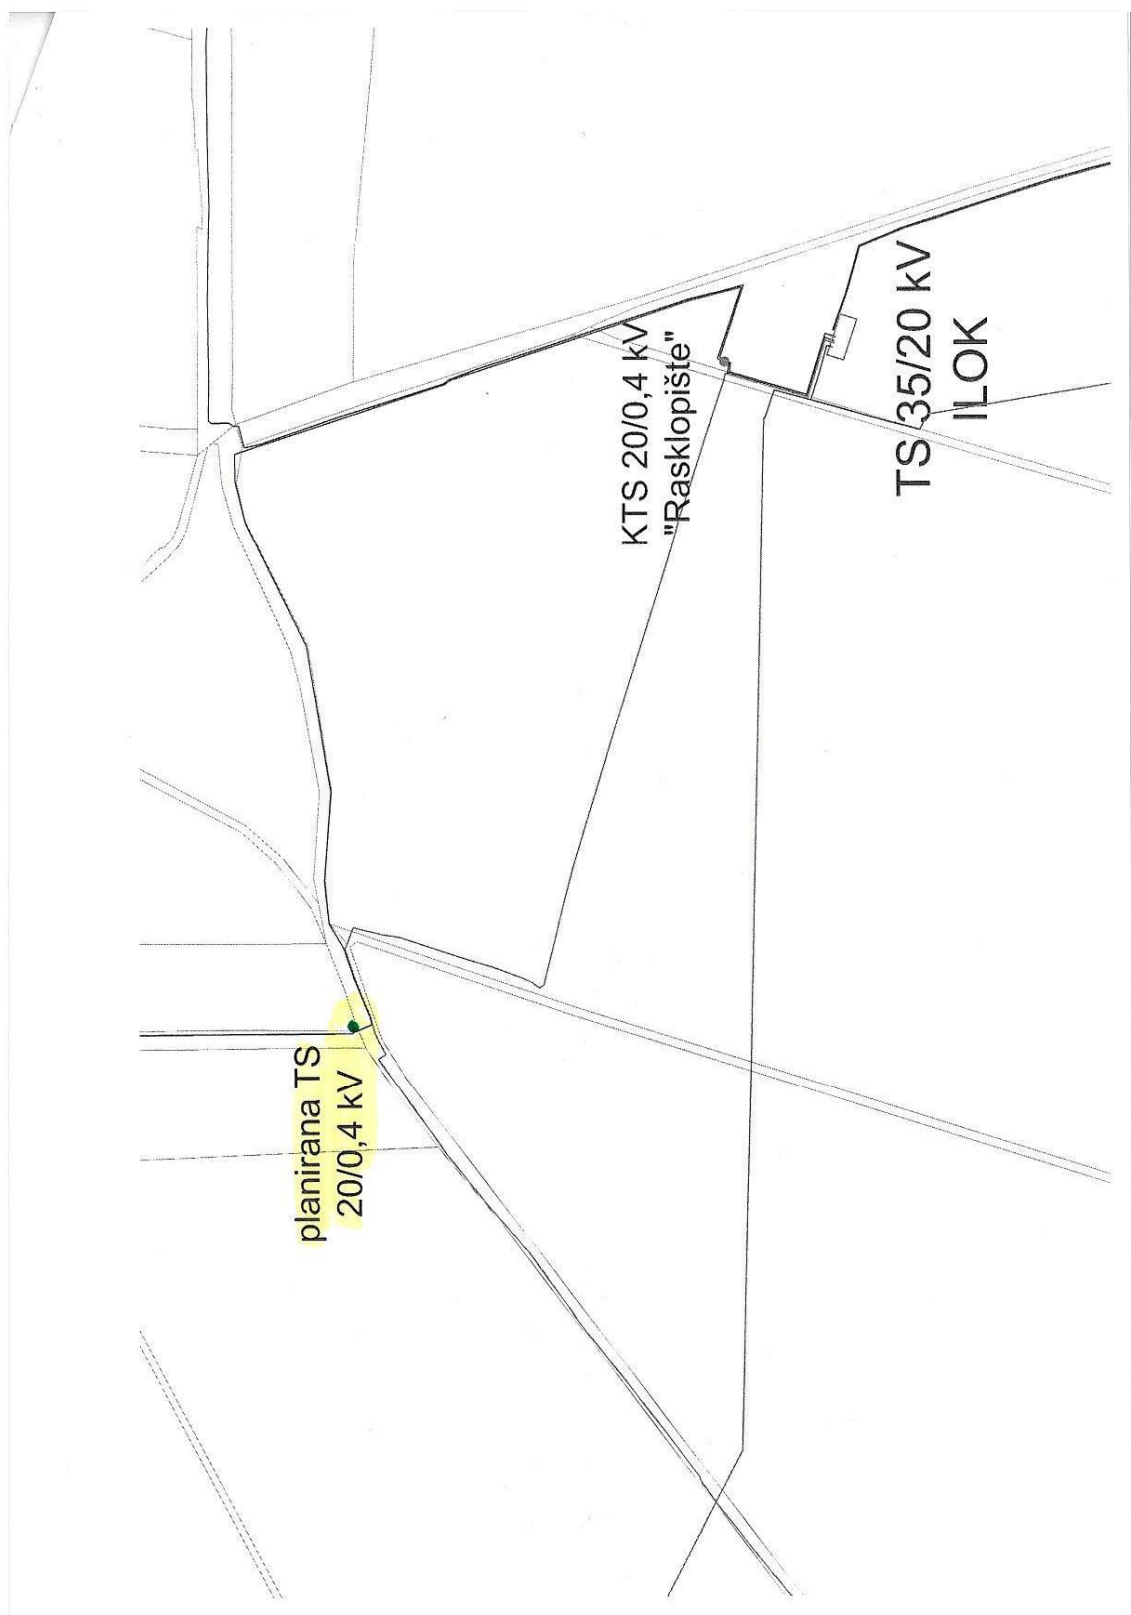 planirana TS
20/0,4 kV
KTS 20/0,4 kV
"Rasklopište"
TS 35/20 kV
ILOK